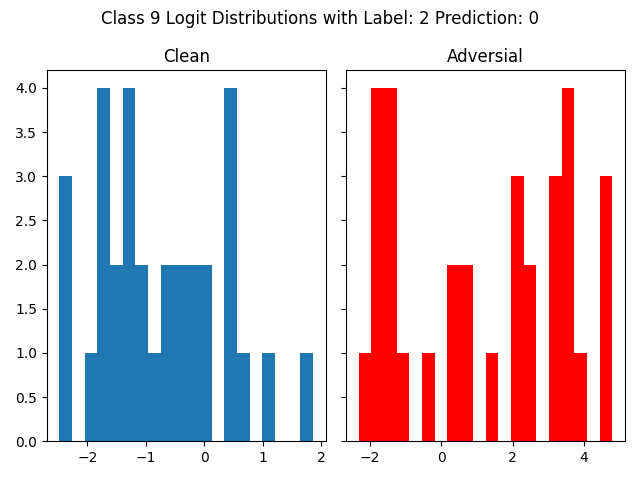 Class 9 Logit Distributions with Label: 2 Prediction: 0
Clean
Adversial
4.0
3.5
3.0
2.5
2.0
1.5
1.0
0.5
0.0
−2 −1 0 1 2
−2 0 2 4